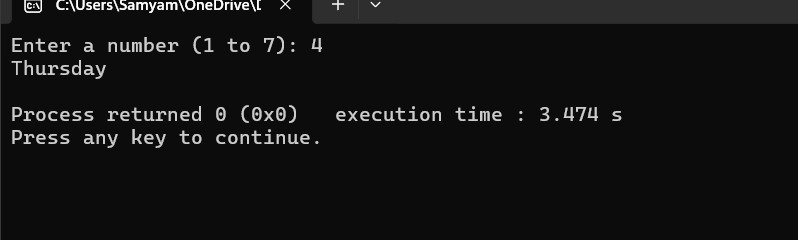 C:\Users\Samyam\OneDrive\
Enter a number (1 to 7): 4
Thursday
Process returned 0 (0x0)   execution time : 3.474 s
Press any key to continue.